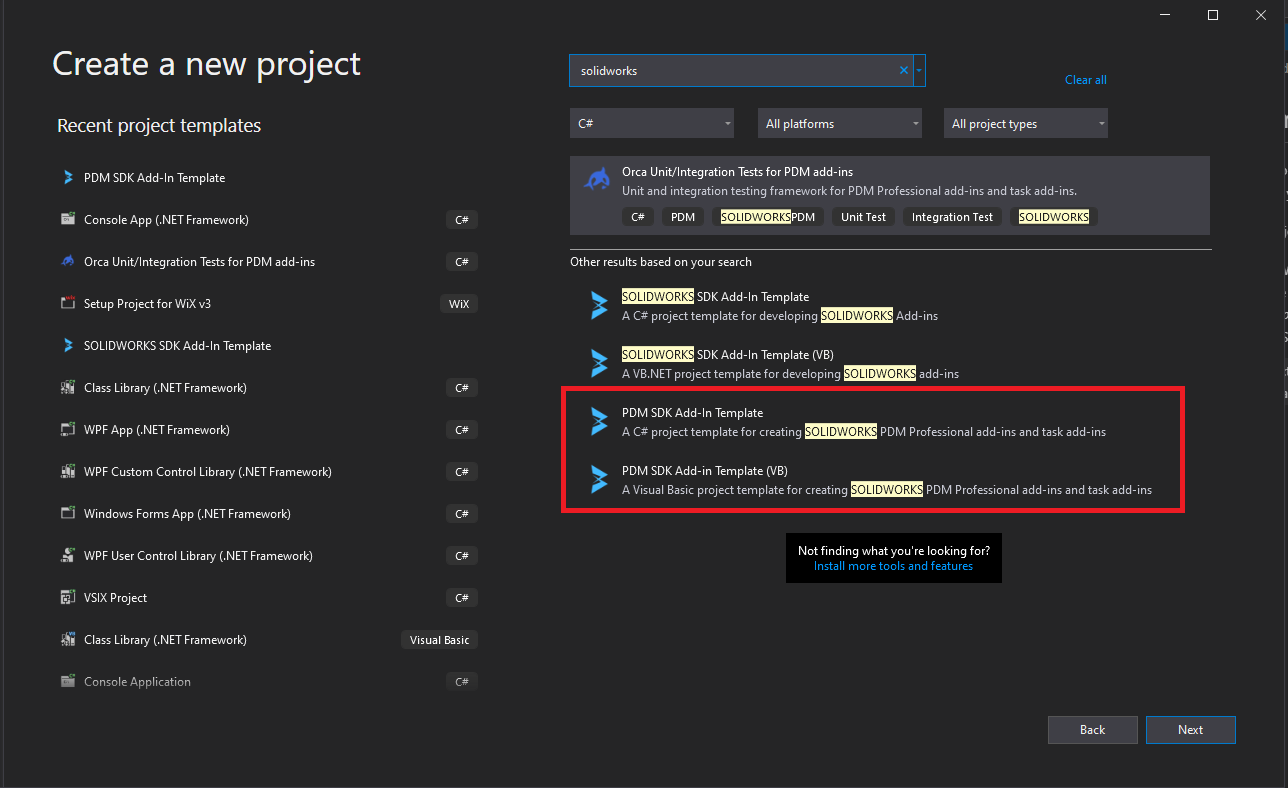 Create a new project
Recent project templates
PDM SDK Add-In Template
Console App (.NET Framework) C#
Orca Unit/Integration Tests for PDM add-ins C#
Setup Project for WiX v3 WiX
SOLIDWORKS SDK Add-In Template
Class Library (.NET Framework) C#
WPF App (.NET Framework) C#
WPF Custom Control Library (.NET Framework) C#
Windows Forms App (.NET Framework) C#
WPF User Control Library (.NET Framework) C#
VSIX Project C#
Class Library (.NET Framework) Visual Basic
Console Application C#
solidworks
Clear all
C# All platforms All project types
Orca Unit/Integration Tests for PDM add-ins
Unit and integration testing framework for PDM Professional add-ins and task add-ins.
C# PDM SOLIDWORKSPDM Unit Test Integration Test SOLIDWORKS
Other results based on your search
SOLIDWORKS SDK Add-In Template
A C# project template for developing SOLIDWORKS Add-ins
SOLIDWORKS SDK Add-In Template (VB)
A VB.NET project template for developing SOLIDWORKS add-ins
PDM SDK Add-In Template
A C# project template for creating SOLIDWORKS PDM Professional add-ins and task add-ins
PDM SDK Add-in Template (VB)
A Visual Basic project template for creating SOLIDWORKS PDM Professional add-ins and task add-ins
Not finding what you're looking for?
Install more tools and features
Back Next